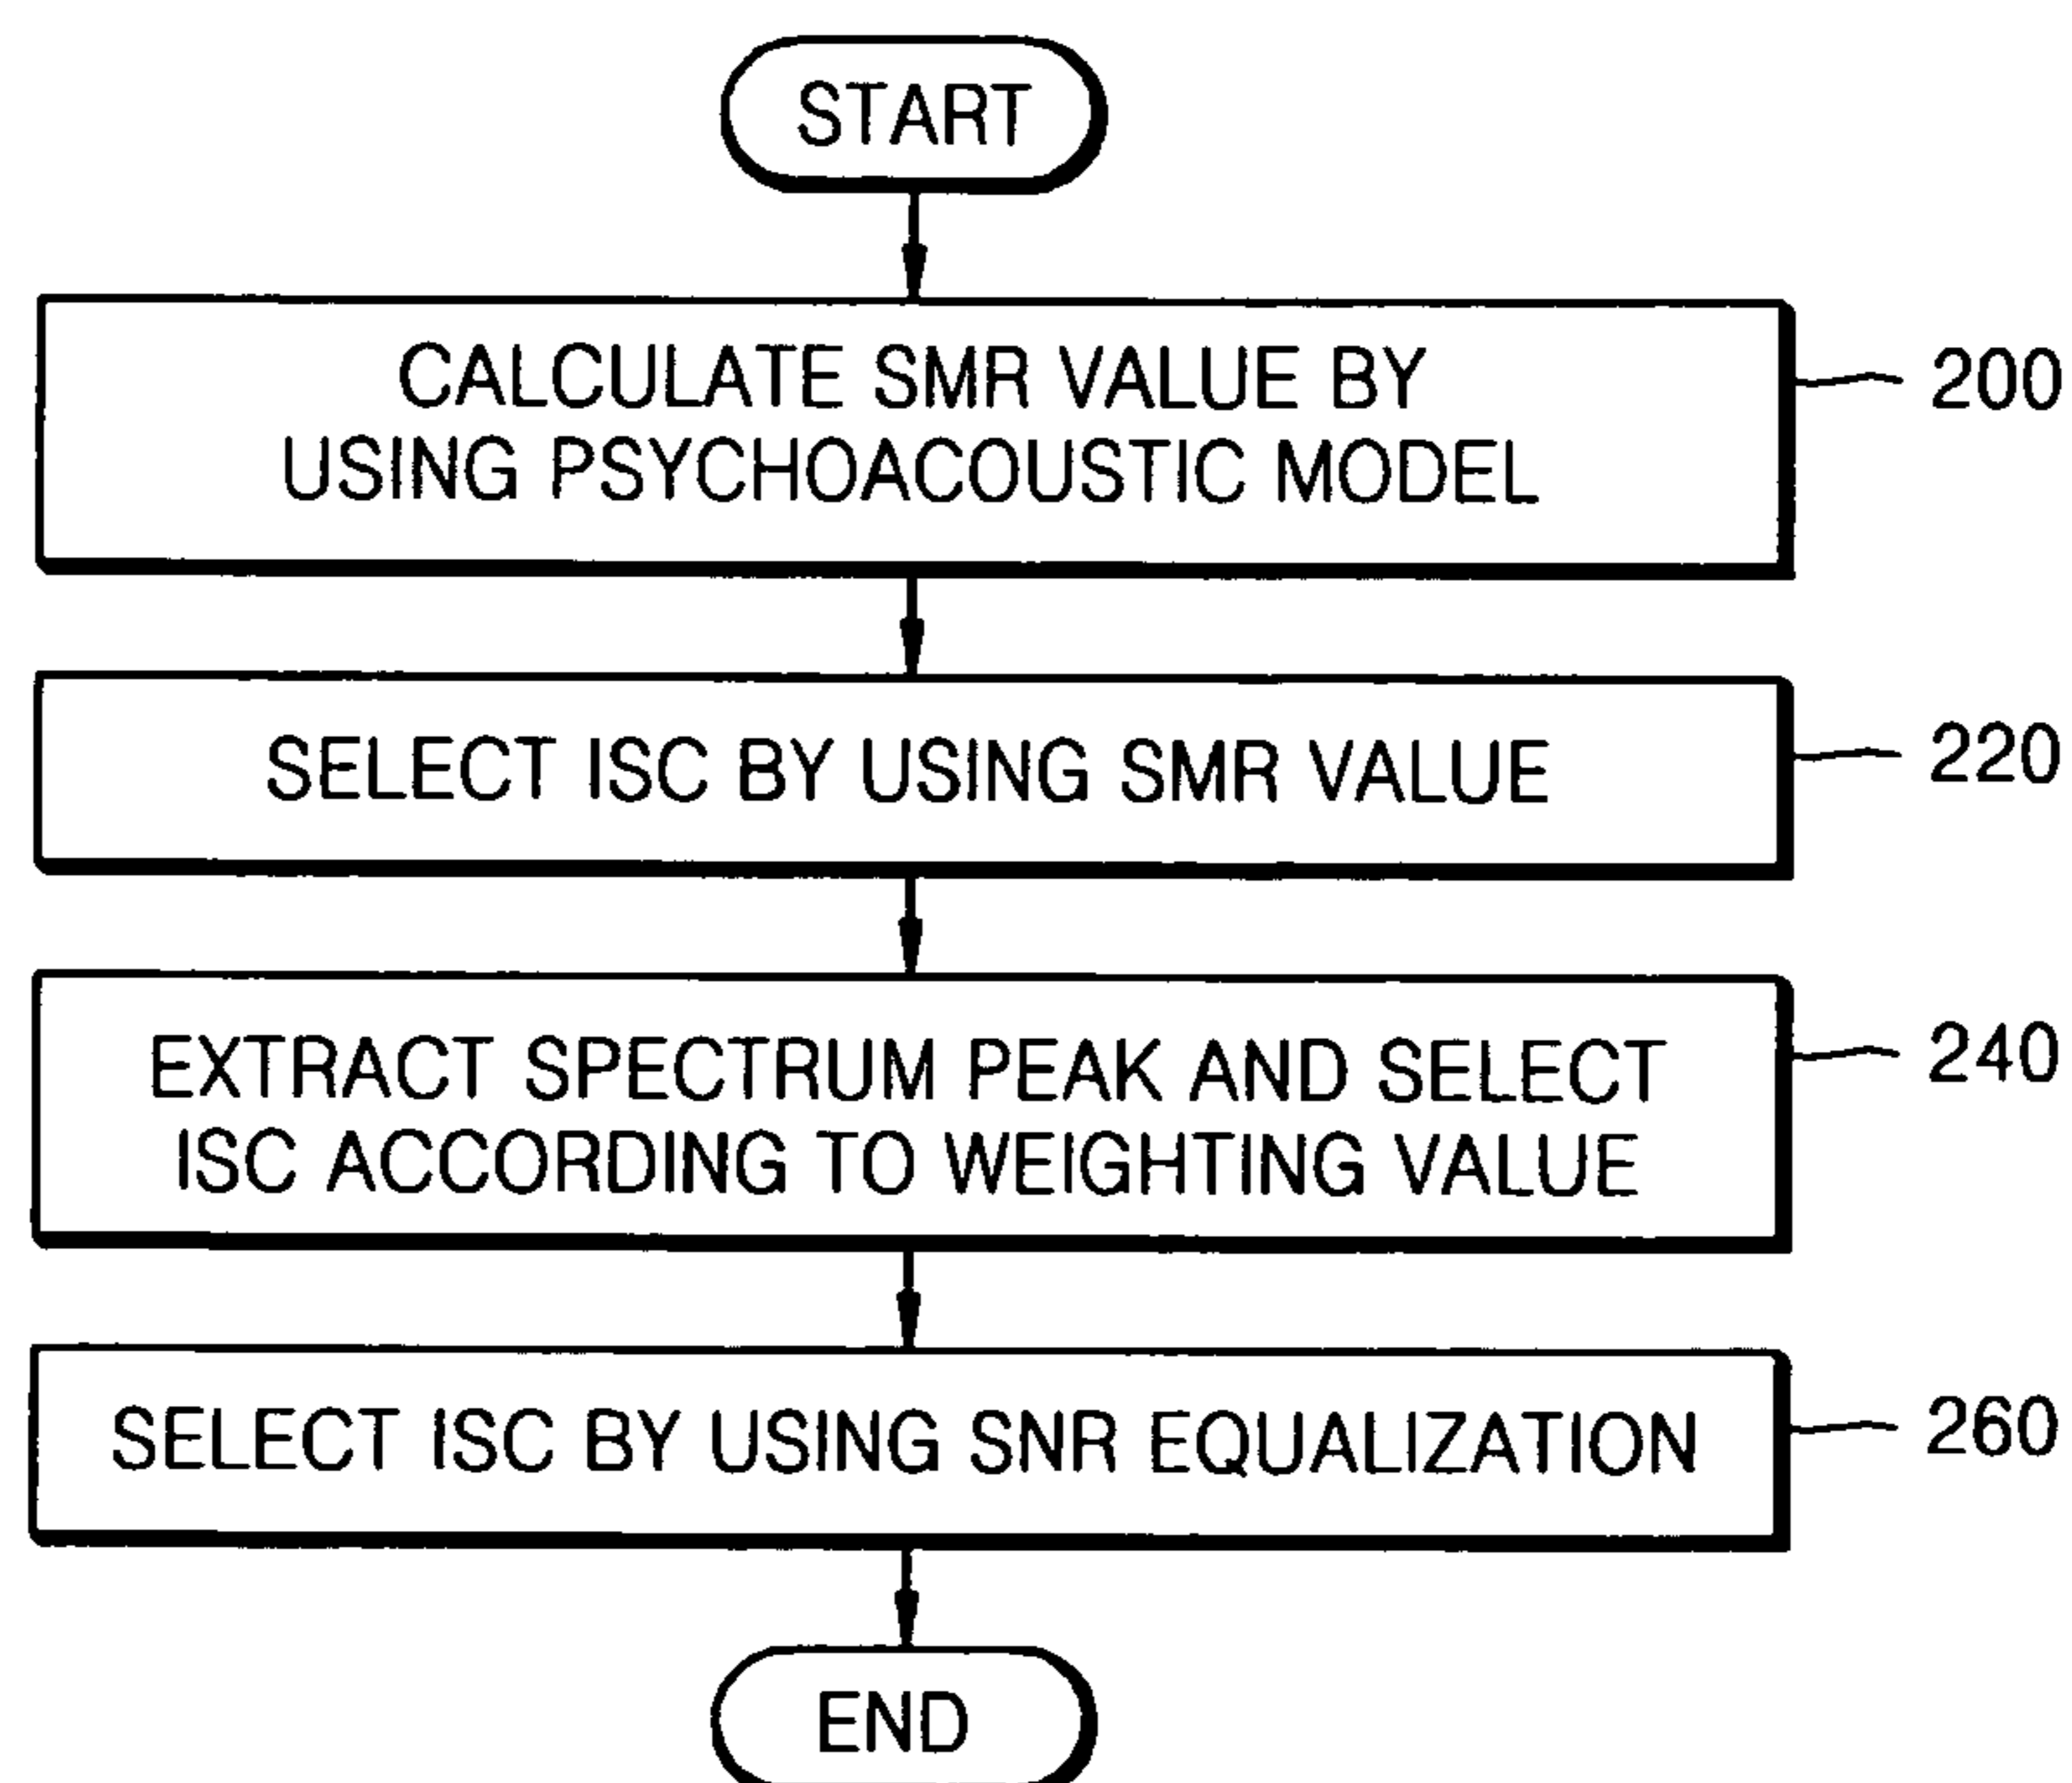 START
CALCULATE SMR VALUE BY
USING PSYCHOACOUSTIC MODEL
200
SELECT ISC BY USING SMR VALUE
220
EXTRACT SPECTRUM PEAK AND SELECT
ISC ACCORDING TO WEIGHTING VALUE
240
SELECT ISC BY USING SNR EQUALIZATION
260
END